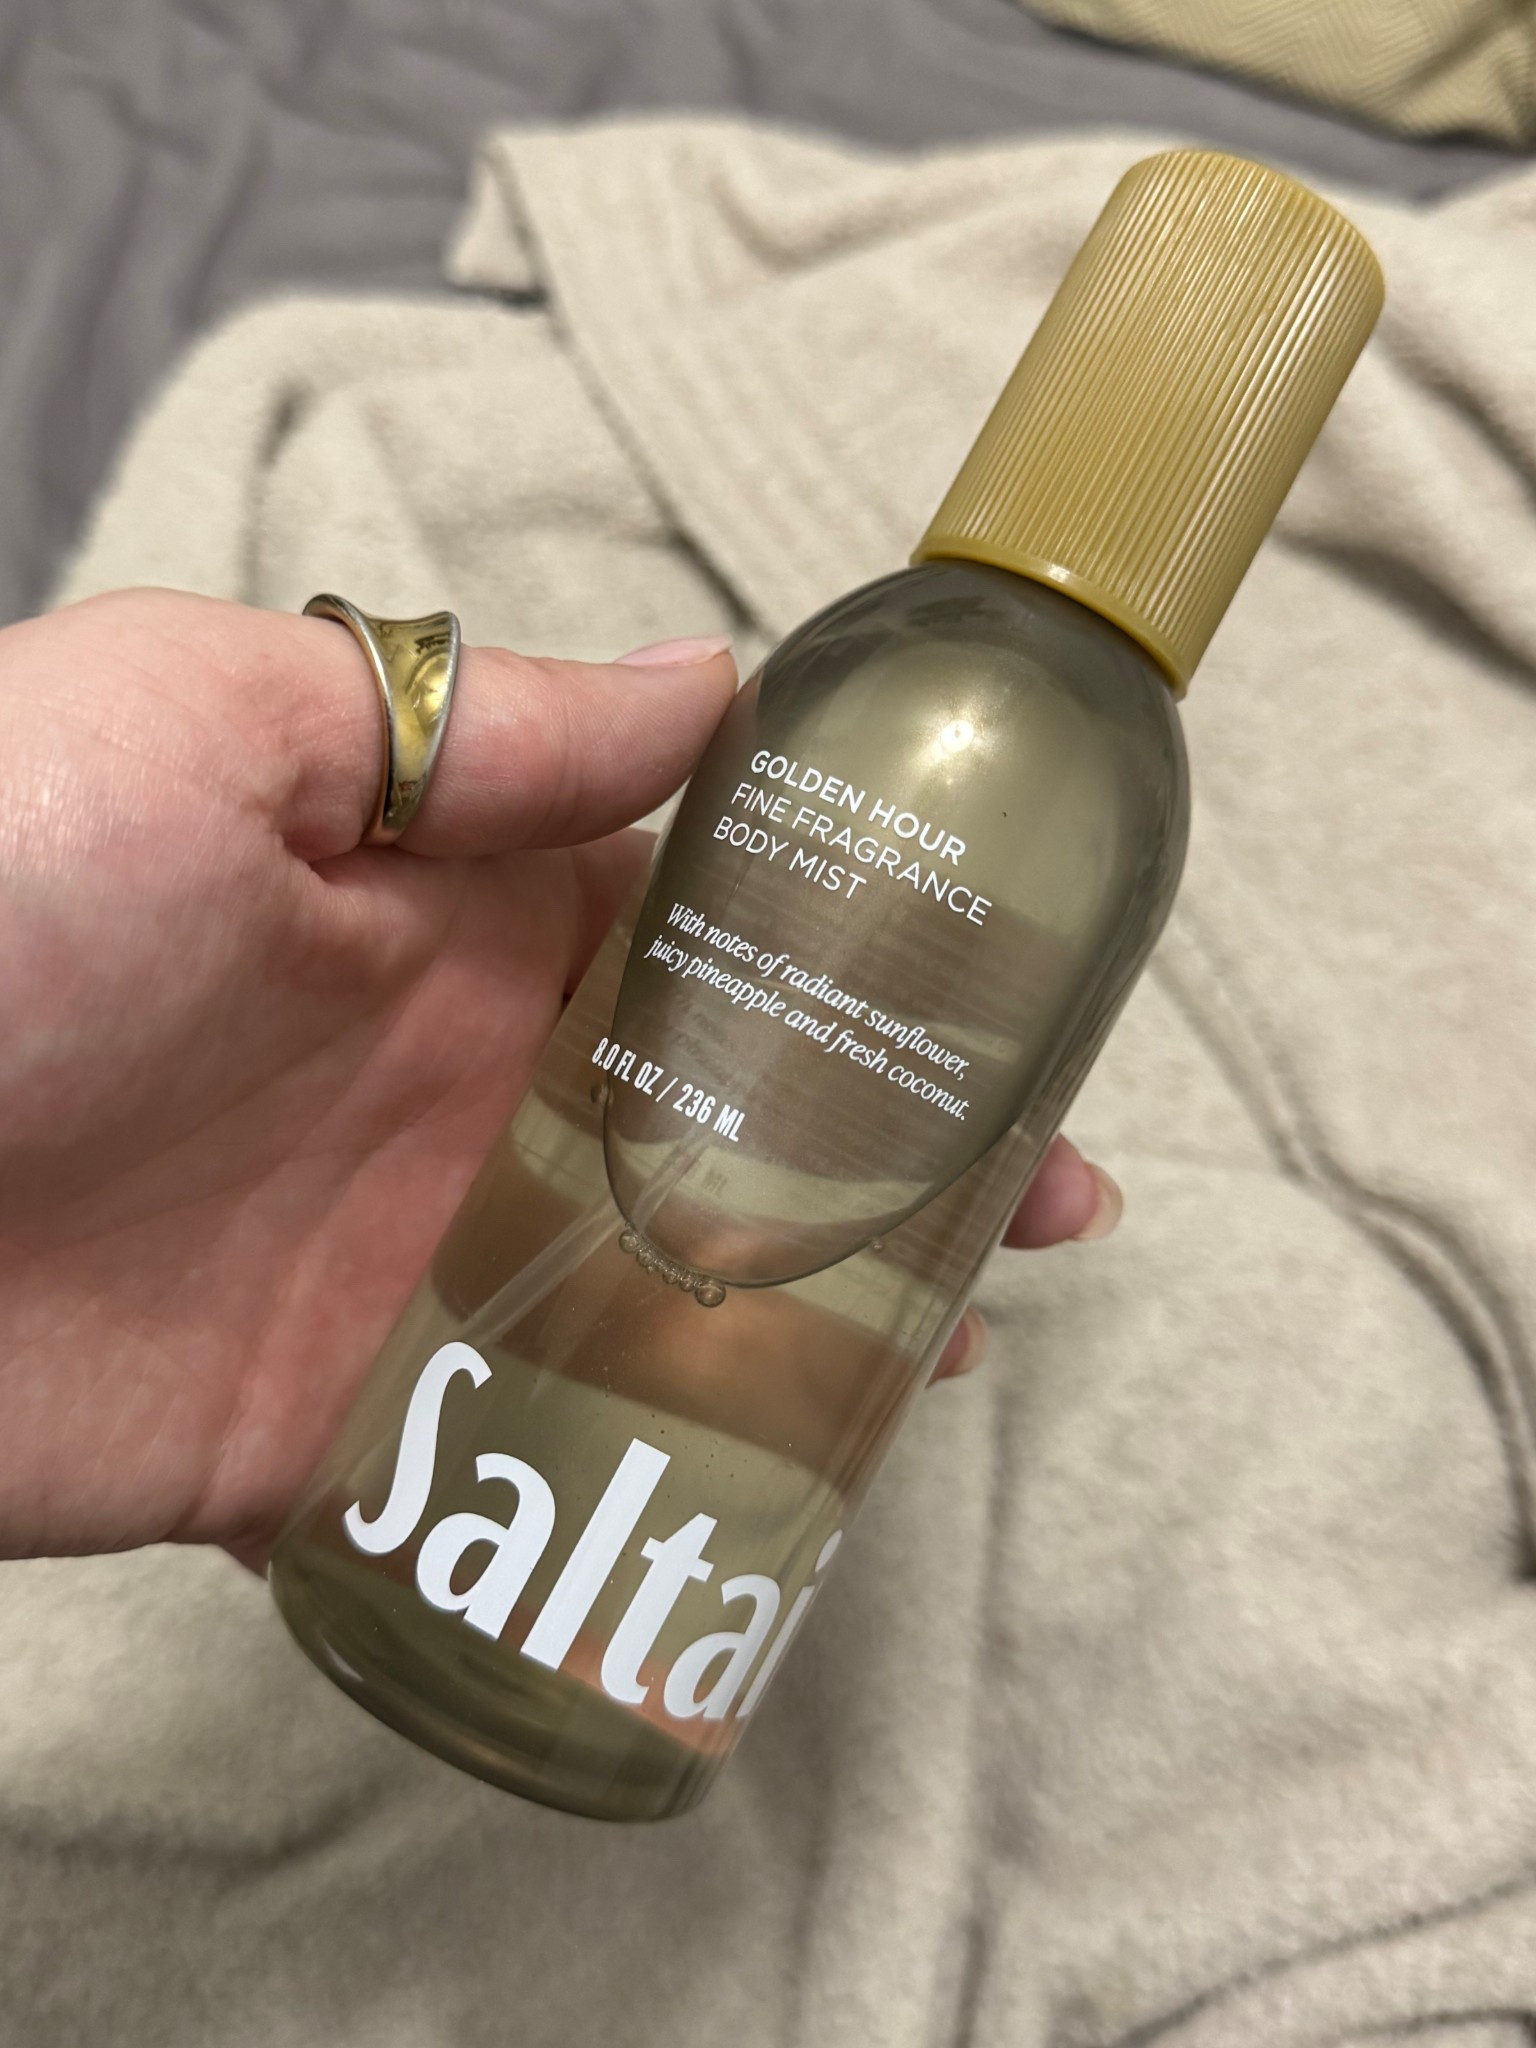 GOLDEN HOUR
FINE FRAGRANCE
BODY MIST
With notes of radiant sunflower,
juicy pineapple and fresh coconut.
8.0 FL OZ / 236 ML
Saltai